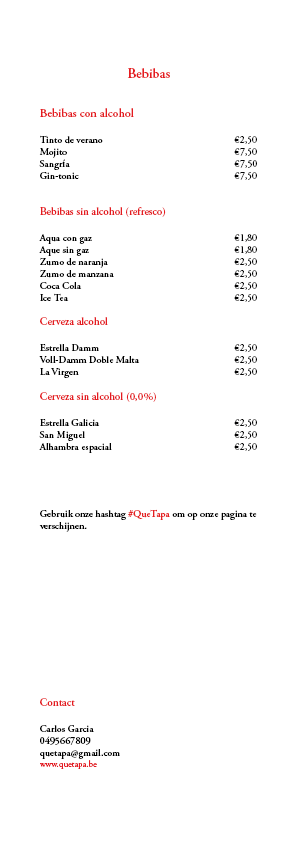 Bebibas
Bebibas con alcohol
Tinto de verano €2,50
Mojito €7,50
Sangría €7,50
Gin-tonic €7,50
Bebibas sin alcohol (refresco)
Aqua con gaz €1,80
Aque sin gaz €1,80
Zumo de naranja €2,50
Zumo de manzana €2,50
Coca Cola €2,50
Ice Tea €2,50
Cerveza alcohol
Estrella Damm €2,50
Voll-Damm Doble Malta €2,50
La Virgen €2,50
Cerveza sin alcohol (0,0%)
Estrella Galicia €2,50
San Miguel €2,50
Alhambra espacial €2,50
Gebruik onze hashtag #QueTapa om op onze pagina te
verschijnen.
Contact
Carlos Garcia
0495667809
quetapa@gmail.com
www.quetapa.be